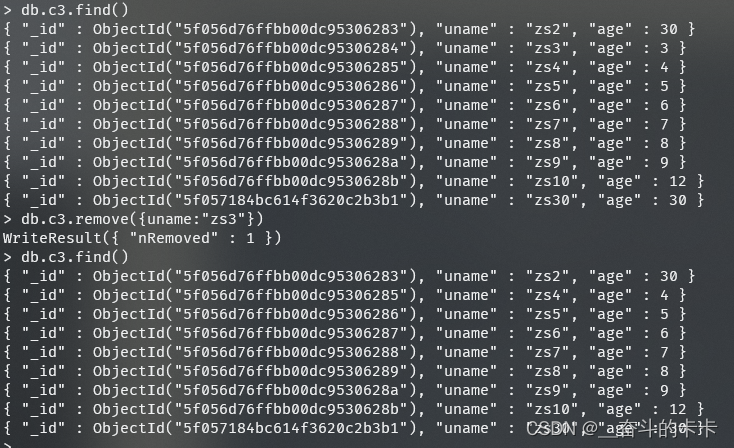 > db.c3.find()
{ "_id" : ObjectId("5f056d76ffbb00dc95306283"), "uname" : "zs2", "age" : 30 }
{ "_id" : ObjectId("5f056d76ffbb00dc95306284"), "uname" : "zs3", "age" : 3 }
{ "_id" : ObjectId("5f056d76ffbb00dc95306285"), "uname" : "zs4", "age" : 4 }
{ "_id" : ObjectId("5f056d76ffbb00dc95306286"), "uname" : "zs5", "age" : 5 }
{ "_id" : ObjectId("5f056d76ffbb00dc95306287"), "uname" : "zs6", "age" : 6 }
{ "_id" : ObjectId("5f056d76ffbb00dc95306288"), "uname" : "zs7", "age" : 7 }
{ "_id" : ObjectId("5f056d76ffbb00dc95306289"), "uname" : "zs8", "age" : 8 }
{ "_id" : ObjectId("5f056d76ffbb00dc9530628a"), "uname" : "zs9", "age" : 9 }
{ "_id" : ObjectId("5f056d76ffbb00dc9530628b"), "uname" : "zs10", "age" : 12 }
{ "_id" : ObjectId("5f057184bc614f3620c2b3b1"), "uname" : "zs30", "age" : 30 }
> db.c3.remove({uname:"zs3"})
WriteResult({ "nRemoved" : 1 })
> db.c3.find()
{ "_id" : ObjectId("5f056d76ffbb00dc95306283"), "uname" : "zs2", "age" : 30 }
{ "_id" : ObjectId("5f056d76ffbb00dc95306285"), "uname" : "zs4", "age" : 4 }
{ "_id" : ObjectId("5f056d76ffbb00dc95306286"), "uname" : "zs5", "age" : 5 }
{ "_id" : ObjectId("5f056d76ffbb00dc95306287"), "uname" : "zs6", "age" : 6 }
{ "_id" : ObjectId("5f056d76ffbb00dc95306288"), "uname" : "zs7", "age" : 7 }
{ "_id" : ObjectId("5f056d76ffbb00dc95306289"), "uname" : "zs8", "age" : 8 }
{ "_id" : ObjectId("5f056d76ffbb00dc9530628a"), "uname" : "zs9", "age" : 9 }
{ "_id" : ObjectId("5f056d76ffbb00dc9530628b"), "uname" : "zs10", "age" : 12 }
{ "_id" : ObjectId("5f057184bc614f3620c2b3b1"), "uname" : "zs30", "age" : 30 }
CSDN @__奋斗的卡卡
>